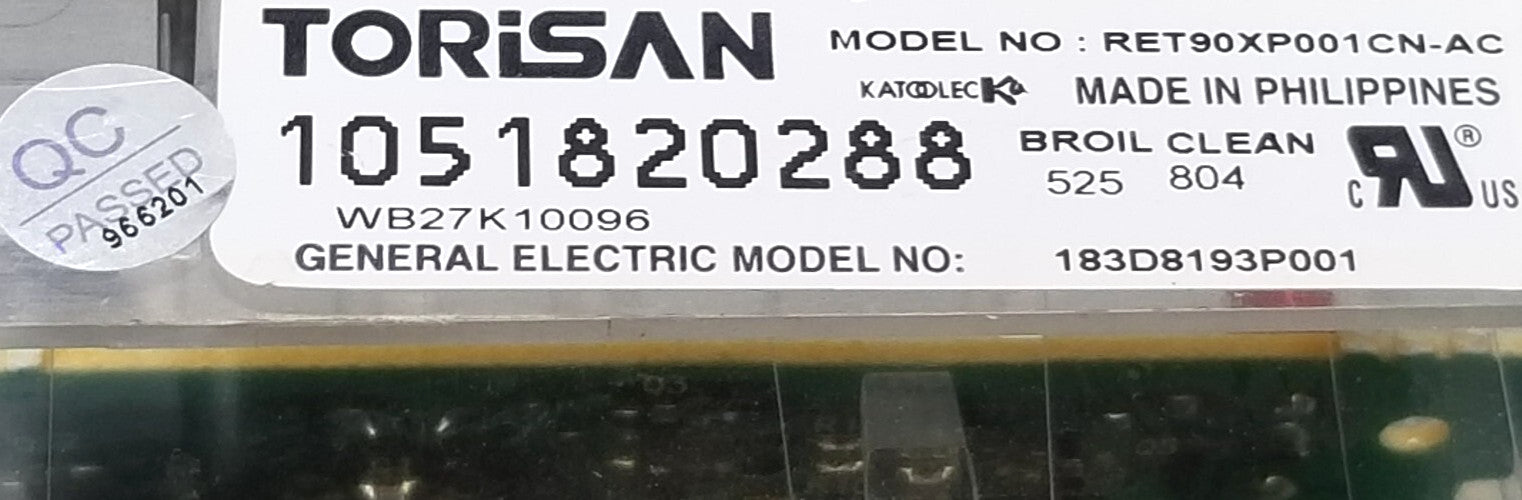 TORiSAN
MODEL NO : RET90XP001CN-AC
KATOOLEC
MADE IN PHILIPPINES
1051820288
BROIL CLEAN
525 804
C US ®
WB27K10096
GENERAL ELECTRIC MODEL NO: 183D8193P001
QC
PASSED
966201